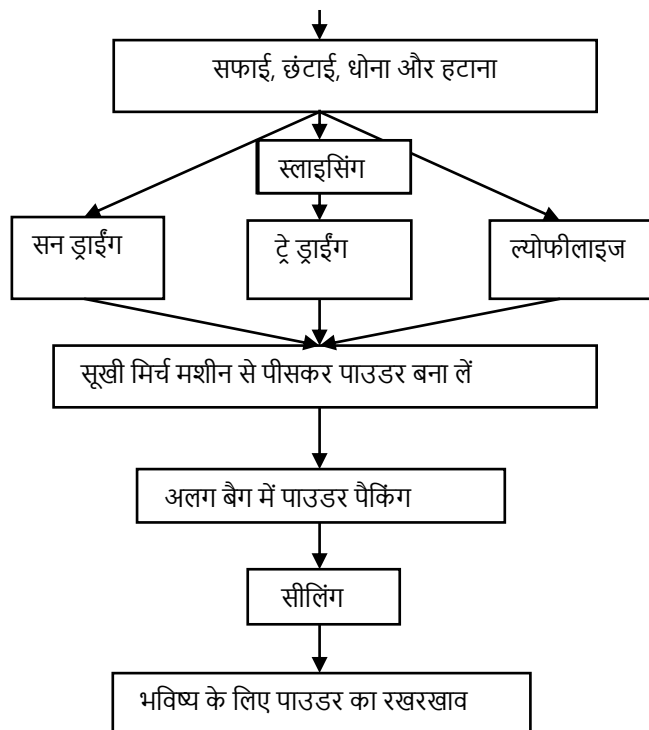 सफाई, छंटाई, धोना और हटाना
स्लाइसिंग
सन ड्राईंग
ट्रे ड्राईंग
ल्योफीलाइज
सूखी मिर्च मशीन से पीसकर पाउडर बना लें
अलग बैग में पाउडर पैकिंग
सीलिंग
भविष्य के लिए पाउडर का रखरखाव